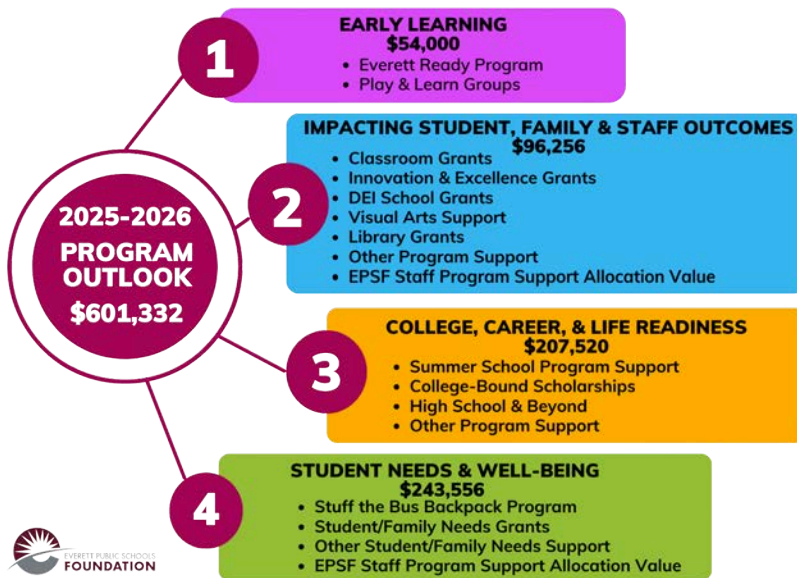 2025-2026
PROGRAM
OUTLOOK
$601,332
1
EARLY LEARNING
$54,000
• Everett Ready Program
• Play & Learn Groups
2
IMPACTING STUDENT, FAMILY & STAFF OUTCOMES
$96,256
• Classroom Grants
• Innovation & Excellence Grants
• DEI School Grants
• Visual Arts Support
• Library Grants
• Other Program Support
• EPSF Staff Program Support Allocation Value
3
COLLEGE, CAREER, & LIFE READINESS
$207,520
• Summer School Program Support
• College-Bound Scholarships
• High School & Beyond
• Other Program Support
4
STUDENT NEEDS & WELL-BEING
$243,556
• Stuff the Bus Backpack Program
• Student/Family Needs Grants
• Other Student/Family Needs Support
• EPSF Staff Program Support Allocation Value
EVERETT PUBLIC SCHOOLS
FOUNDATION